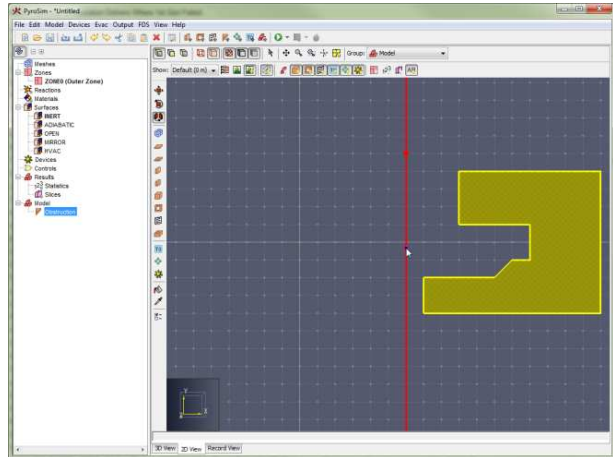 PyroSim - *Untitled
File Edit Model Devices Evac Output FDS View Help
Group: Model
Show: Default (0 m)
Meshes
Zones
ZONE0 (Outer Zone)
Reactions
Materials
Surfaces
INERT
ADIABATIC
OPEN
MIRROR
HVAC
Devices
Controls
Results
Statistics
Slices
Model
Obstruction
Y
X
3D View 2D View Record View